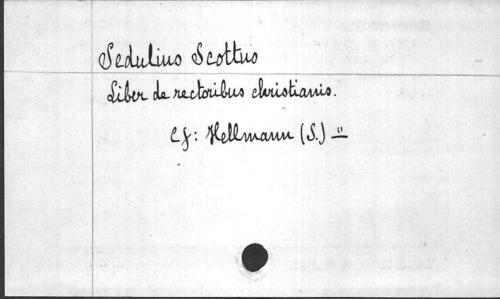 Sedulius Scottus
Liber de rectoribus christianis.
Cf: Hellmann (S.) =